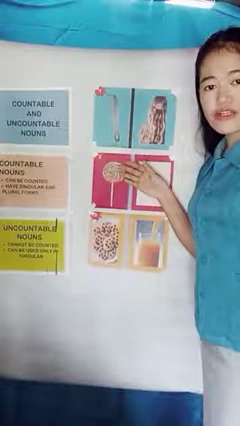 COUNTABLE
AND
UNCOUNTABLE
NOUNS
COUNTABLE
NOUNS
CAN BE COUNTED
HAVE SINGULAR AND
PLURAL FORMS
UNCOUNTABLE
NOUNS
CANNOT BE COUNTED
CAN BE USED ONLY IN
SINGULAR